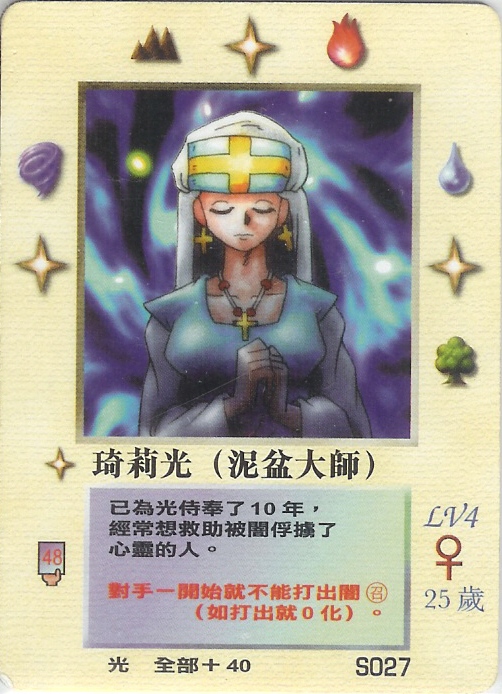 琦莉光（泥盆大師）
已為光侍奉了10年，
經常想救助被闇俘擄了
心靈的人。
對手一開始就不能打出闇㊁
（如打出就0化）。
48
LV4
♀
25歲
光 全部＋40
S027